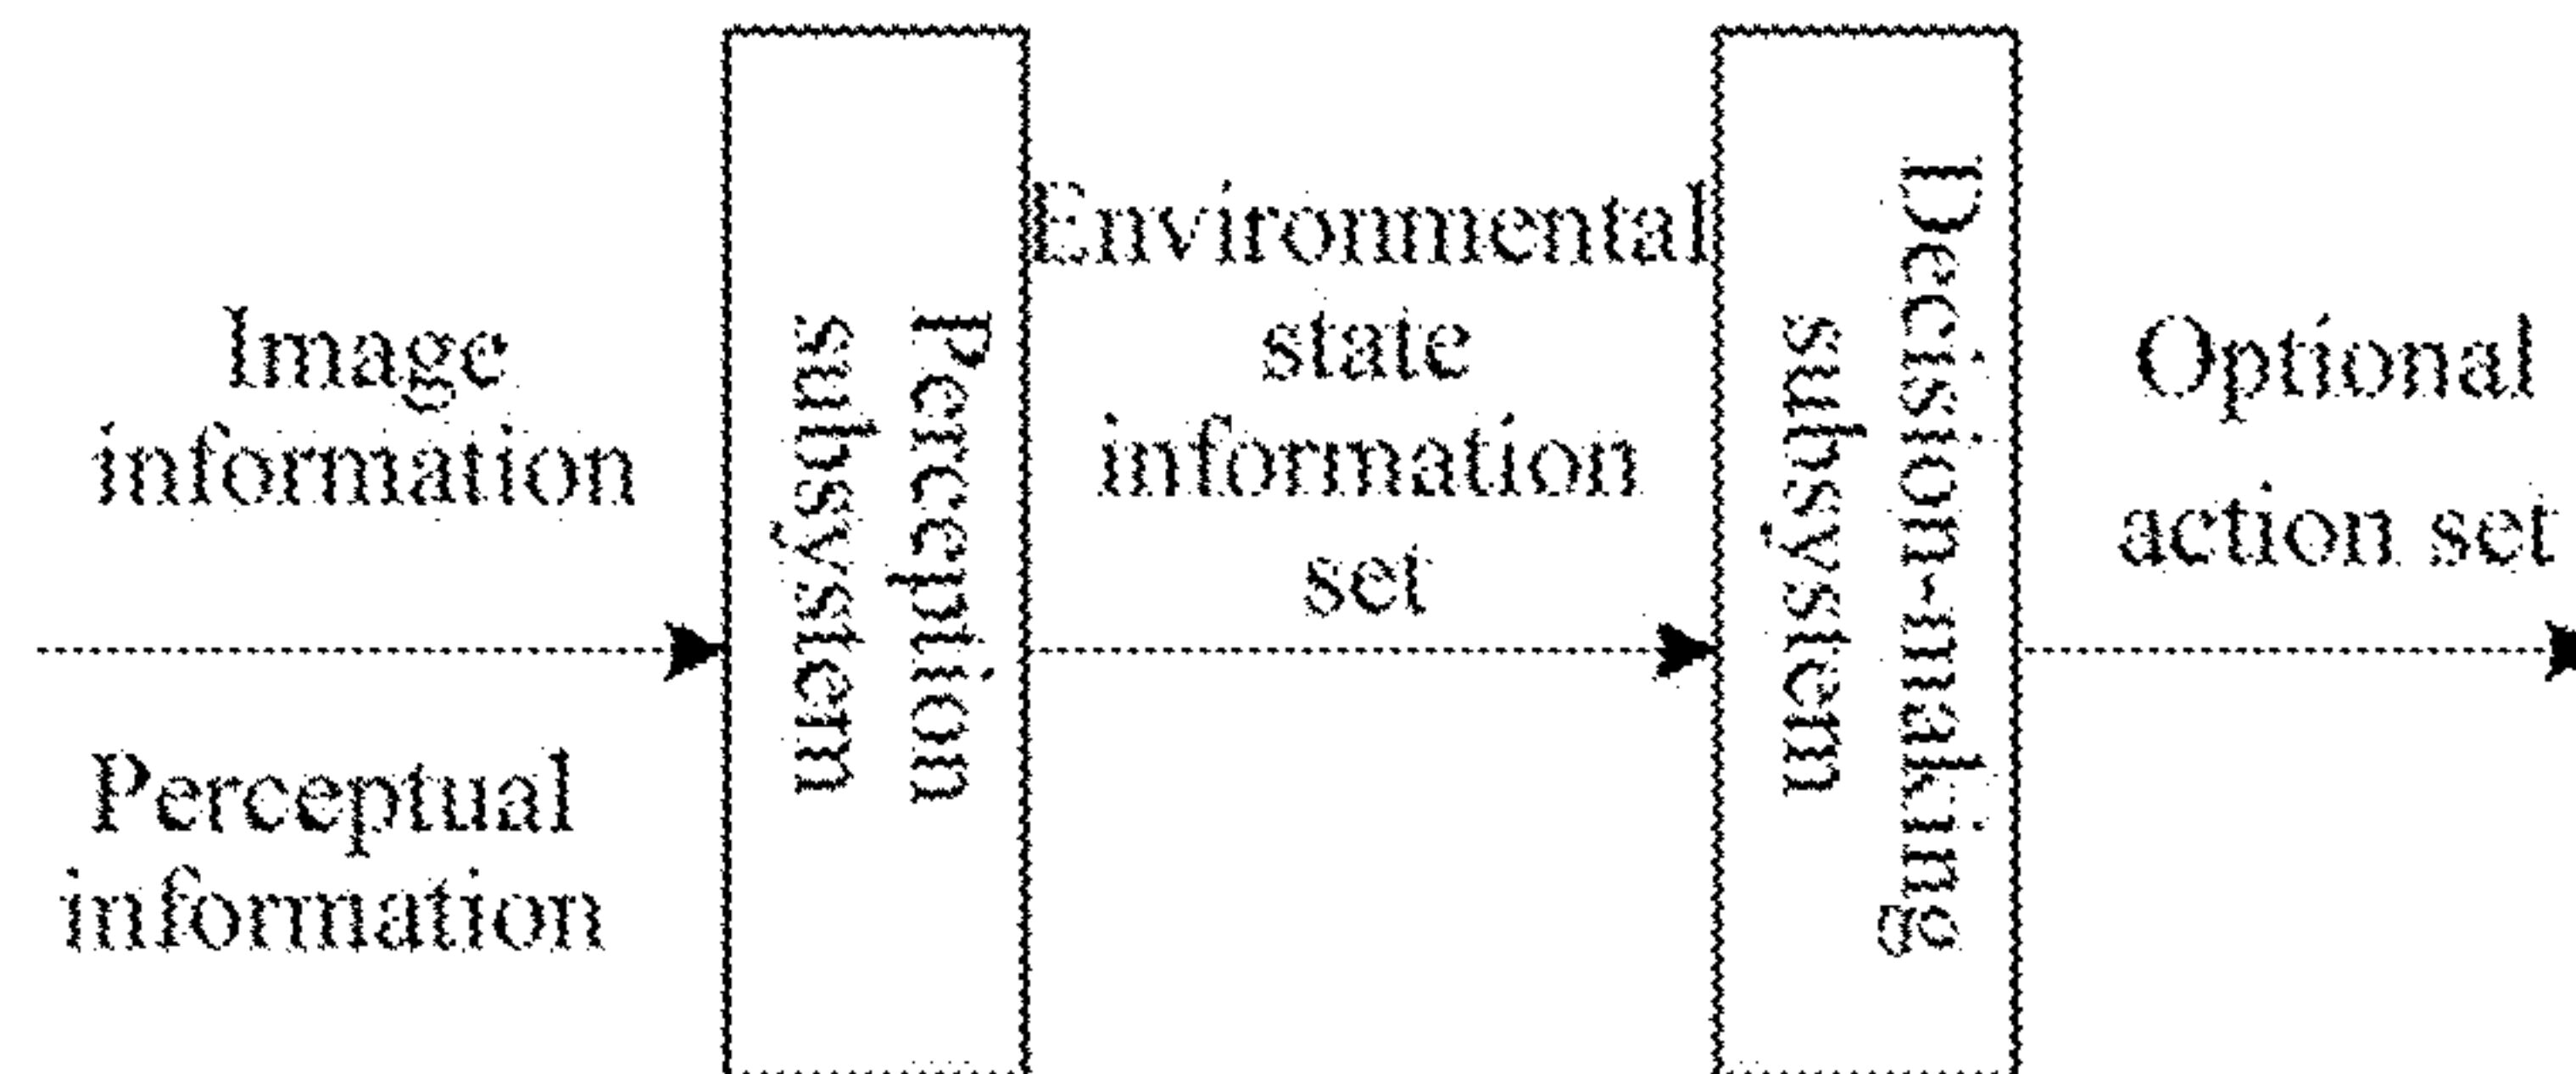 Image
information
Perceptual
information
Perception
subsystem
Environmental
state
information
set
Decision-making
subsystem
Optional
action set